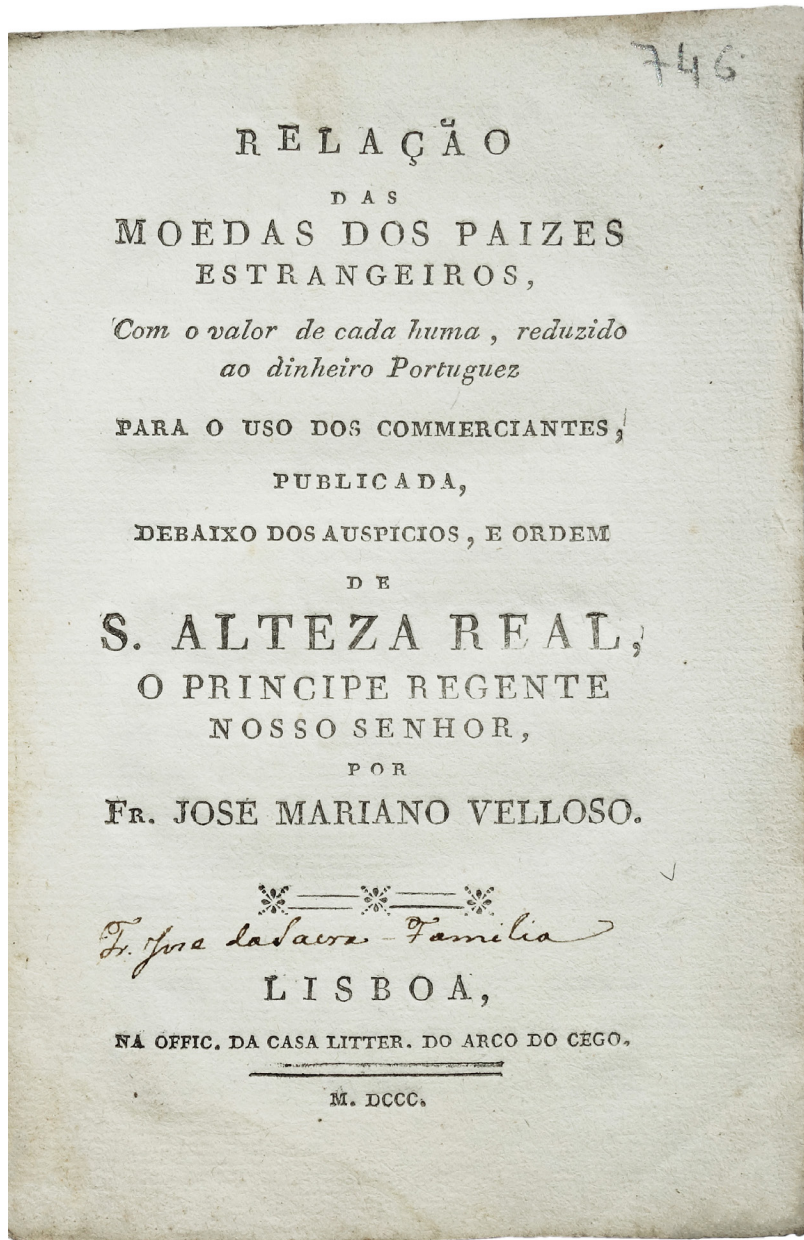 746
RELAÇÃO
DAS
MOEDAS DOS PAIZES
ESTRANGEIROS,
Com o valor de cada huma, reduzido
ao dinheiro Portuguez
PARA O USO DOS COMMERCIANTES,
PUBLICADA,
DEBAIXO DOS AUSPICIOS, E ORDEM
DE
S. ALTEZA REAL,
O PRINCIPE REGENTE
NOSSO SENHOR,
POR
FR. JOSÉ MARIANO VELLOSO.
Fr. Jose da Sacra-Familia
LISBOA,
NA OFFIC. DA CASA LITTER. DO ARCO DO CEGO.
M. DCCC.